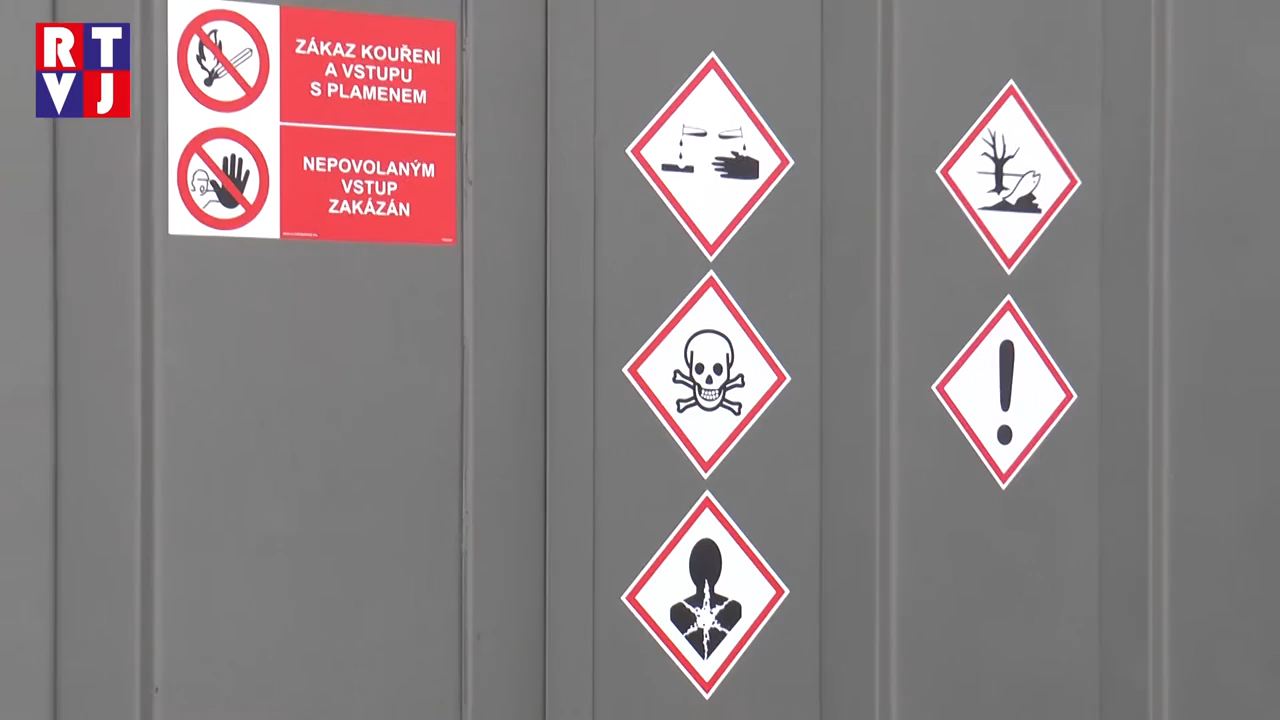 RT
VJ
ZÁKAZ KOUŘENÍ
A VSTUPU
S PLAMENEM
NEPOVOLANÝM
VSTUP
ZAKÁZÁN